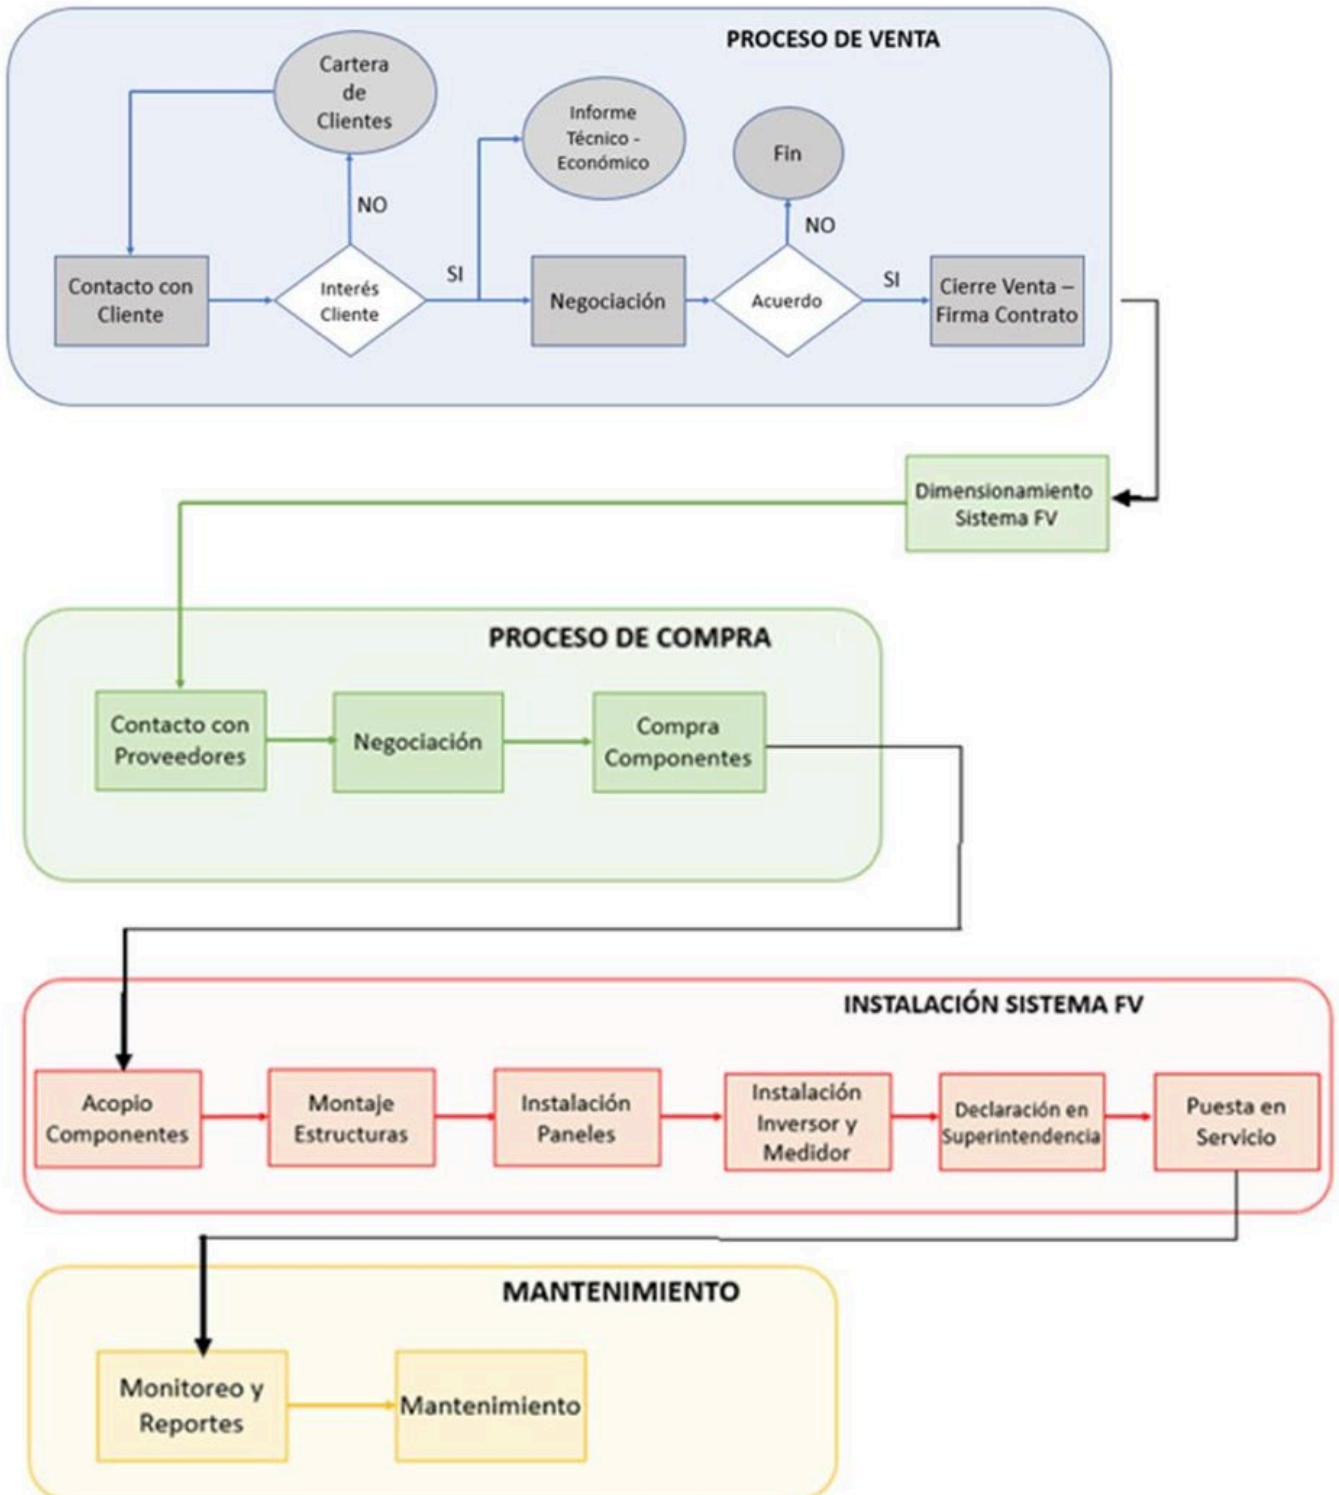 PROCESO DE VENTA
Cartera
de
Clientes
Informe
Técnico -
Económico
Fin
NO
NO
Contacto con
Cliente
Interés
Cliente
SI
Negociación
Acuerdo
SI
Cierre Venta –
Firma Contrato
Dimensionamiento
Sistema FV
PROCESO DE COMPRA
Contacto con
Proveedores
Negociación
Compra
Componentes
INSTALACIÓN SISTEMA FV
Acopio
Componentes
Montaje
Estructuras
Instalación
Paneles
Instalación
Inversor y
Medidor
Declaración en
Superintendencia
Puesta en
Servicio
MANTENIMIENTO
Monitoreo y
Reportes
Mantenimiento